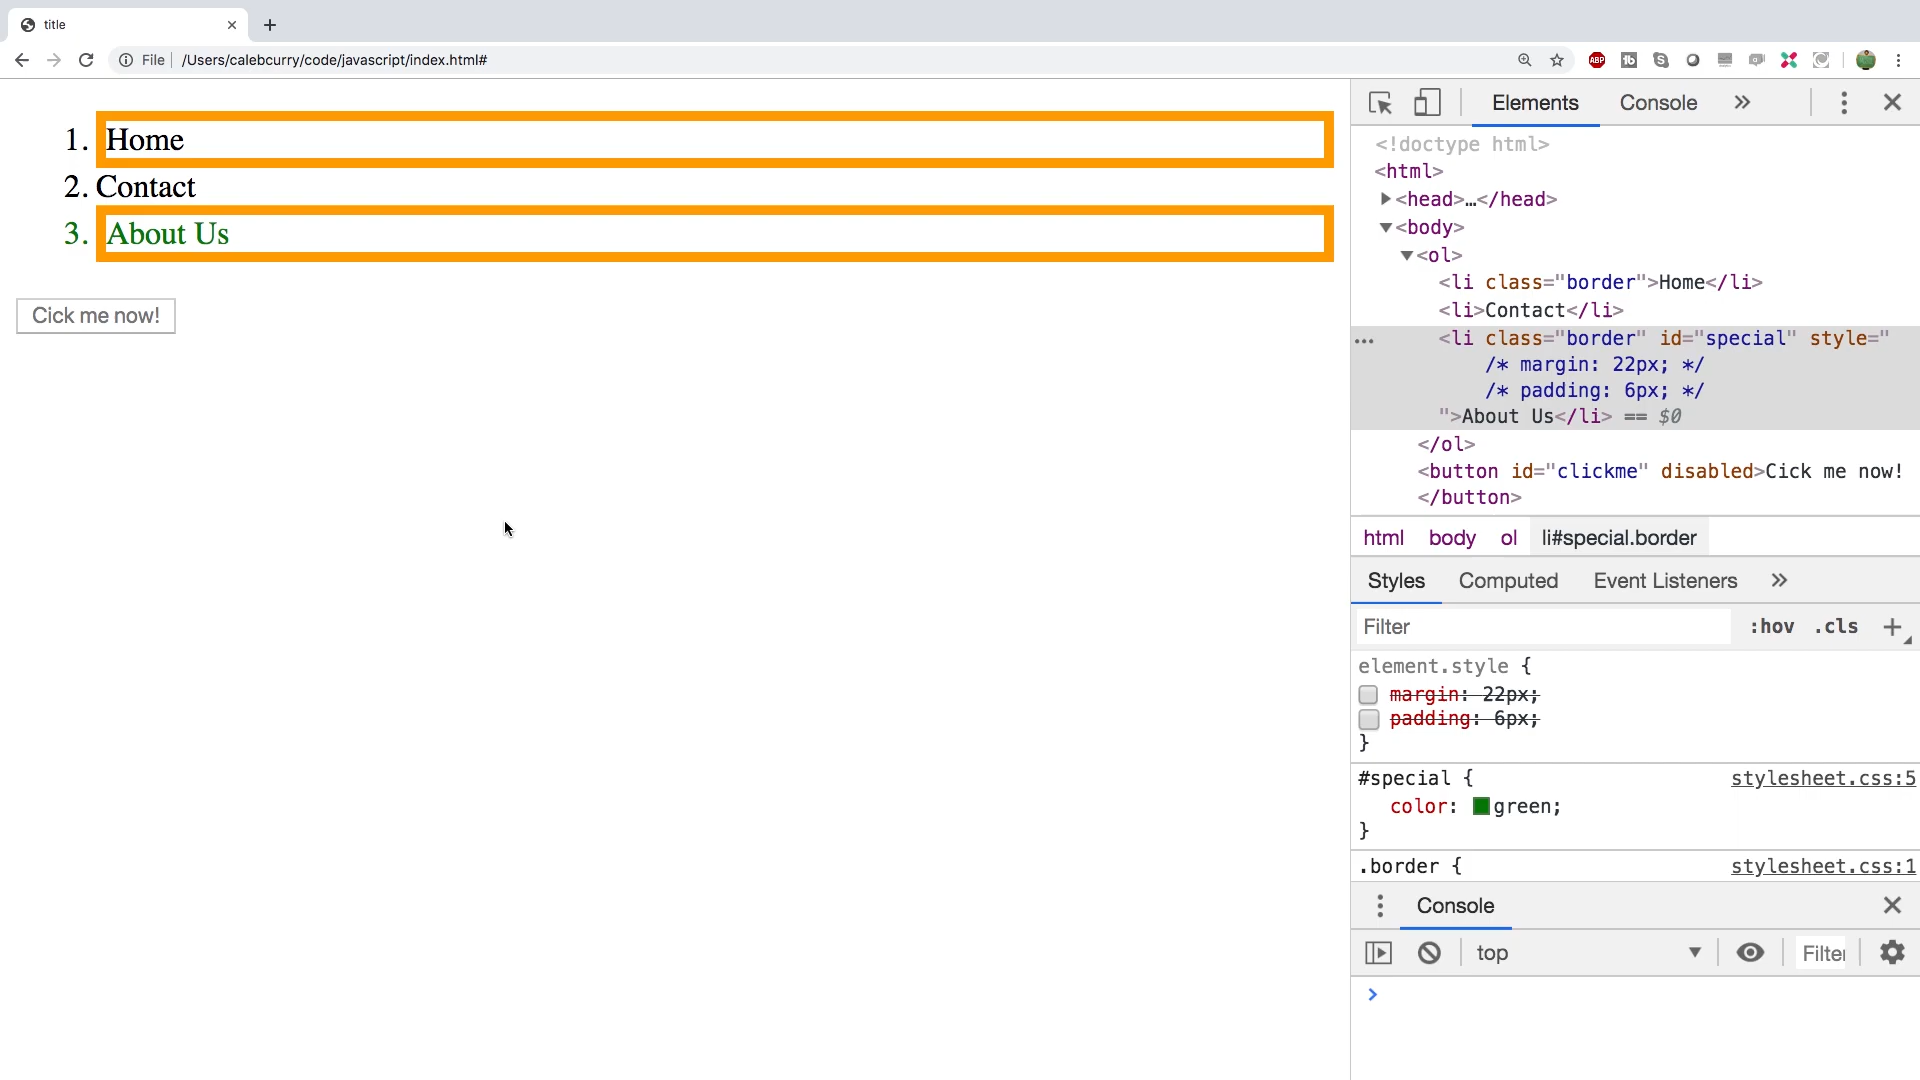 title
File
/Users/calebcurry/code/javascript/index.html#
ABP
1. Home
2. Contact
3. About Us
Cick me now!
Elements
Console
<!doctype html>
<html>
<head>…</head>
<body>
<ol>
<li class="border">Home</li>
<li>Contact</li>
<li class="border" id="special" style="
/* margin: 22px; */
/* padding: 6px; */
">About Us</li> == $0
</ol>
<button id="clickme" disabled>Cick me now!
</button>
html body ol li#special.border
Styles
Computed
Event Listeners
Filter
:hov
.cls
element.style {
margin: 22px;
padding: 6px;
}
#special {
stylesheet.css:5
color: green;
}
.border {
stylesheet.css:1
Console
top
Filter